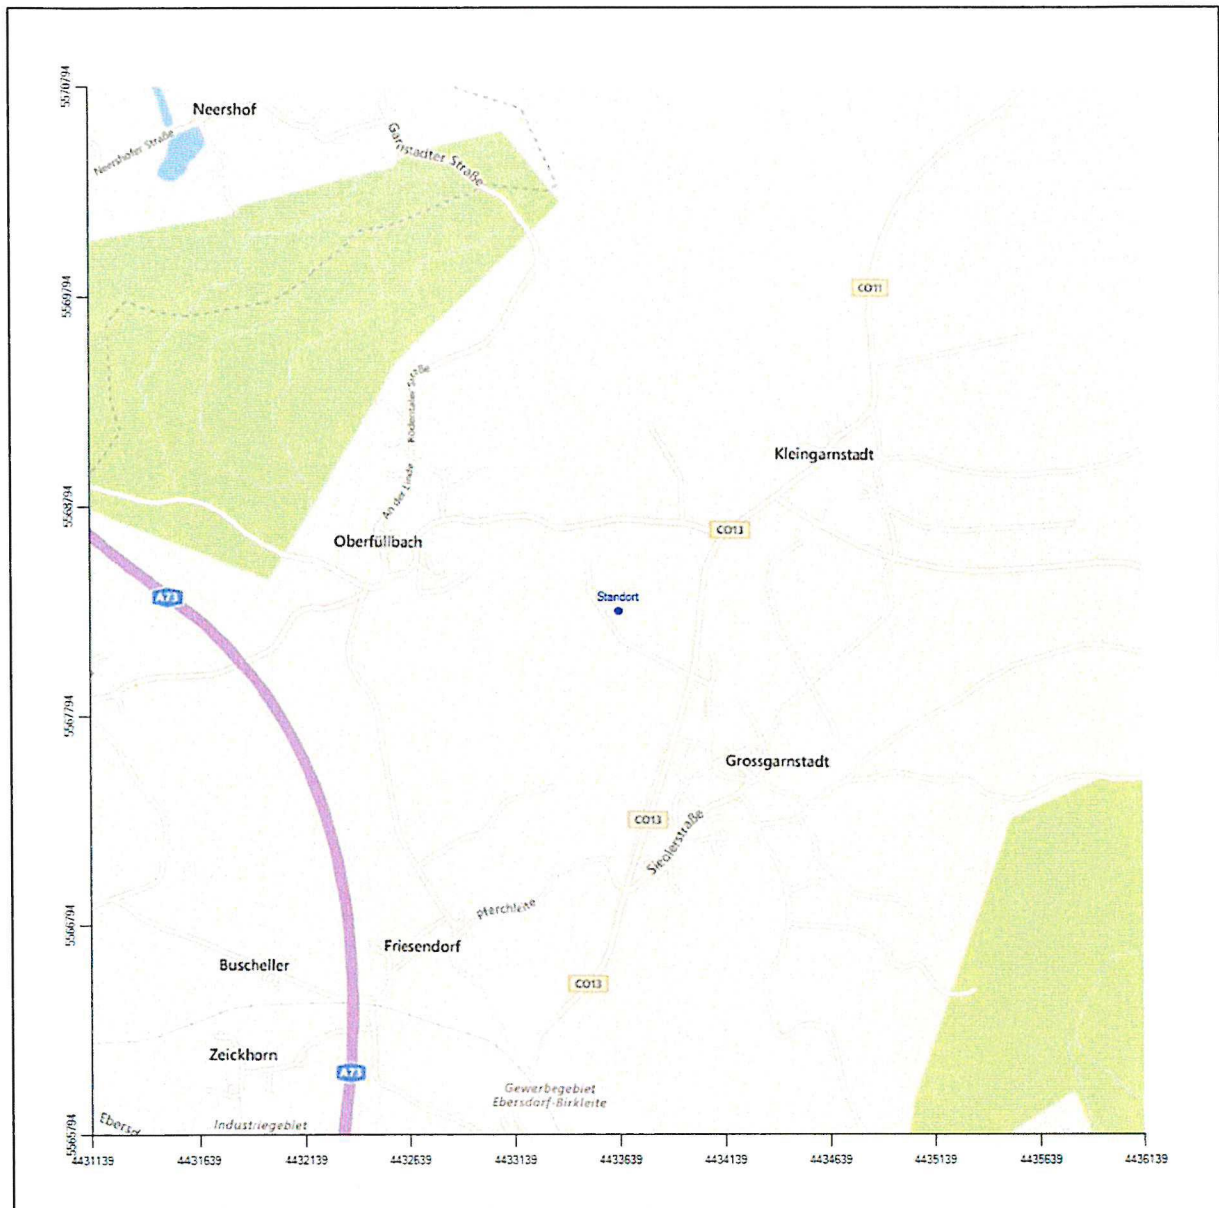 5570794
Neershof
Neershofer Straße
Garnstadter Straße
5569794
CO11
Rödentaler Straße
An der Linde
Kleingarnstadt
5568794
CO13
Oberfüllbach
A73
Standort
5567794
Grossgarnstadt
CO13
Sieglerstraße
pferchleite
5566794
Friesendorf
Buscheller
CO13
Zeickhorn
A73
Gewerbegebiet
Ebersdorf-Birkleite
Ebersd
Industriegebiet
5565794
4431139 4431639 4432139 4432639 4433139 4433639 4434139 4434639 4435139 4435639 4436139